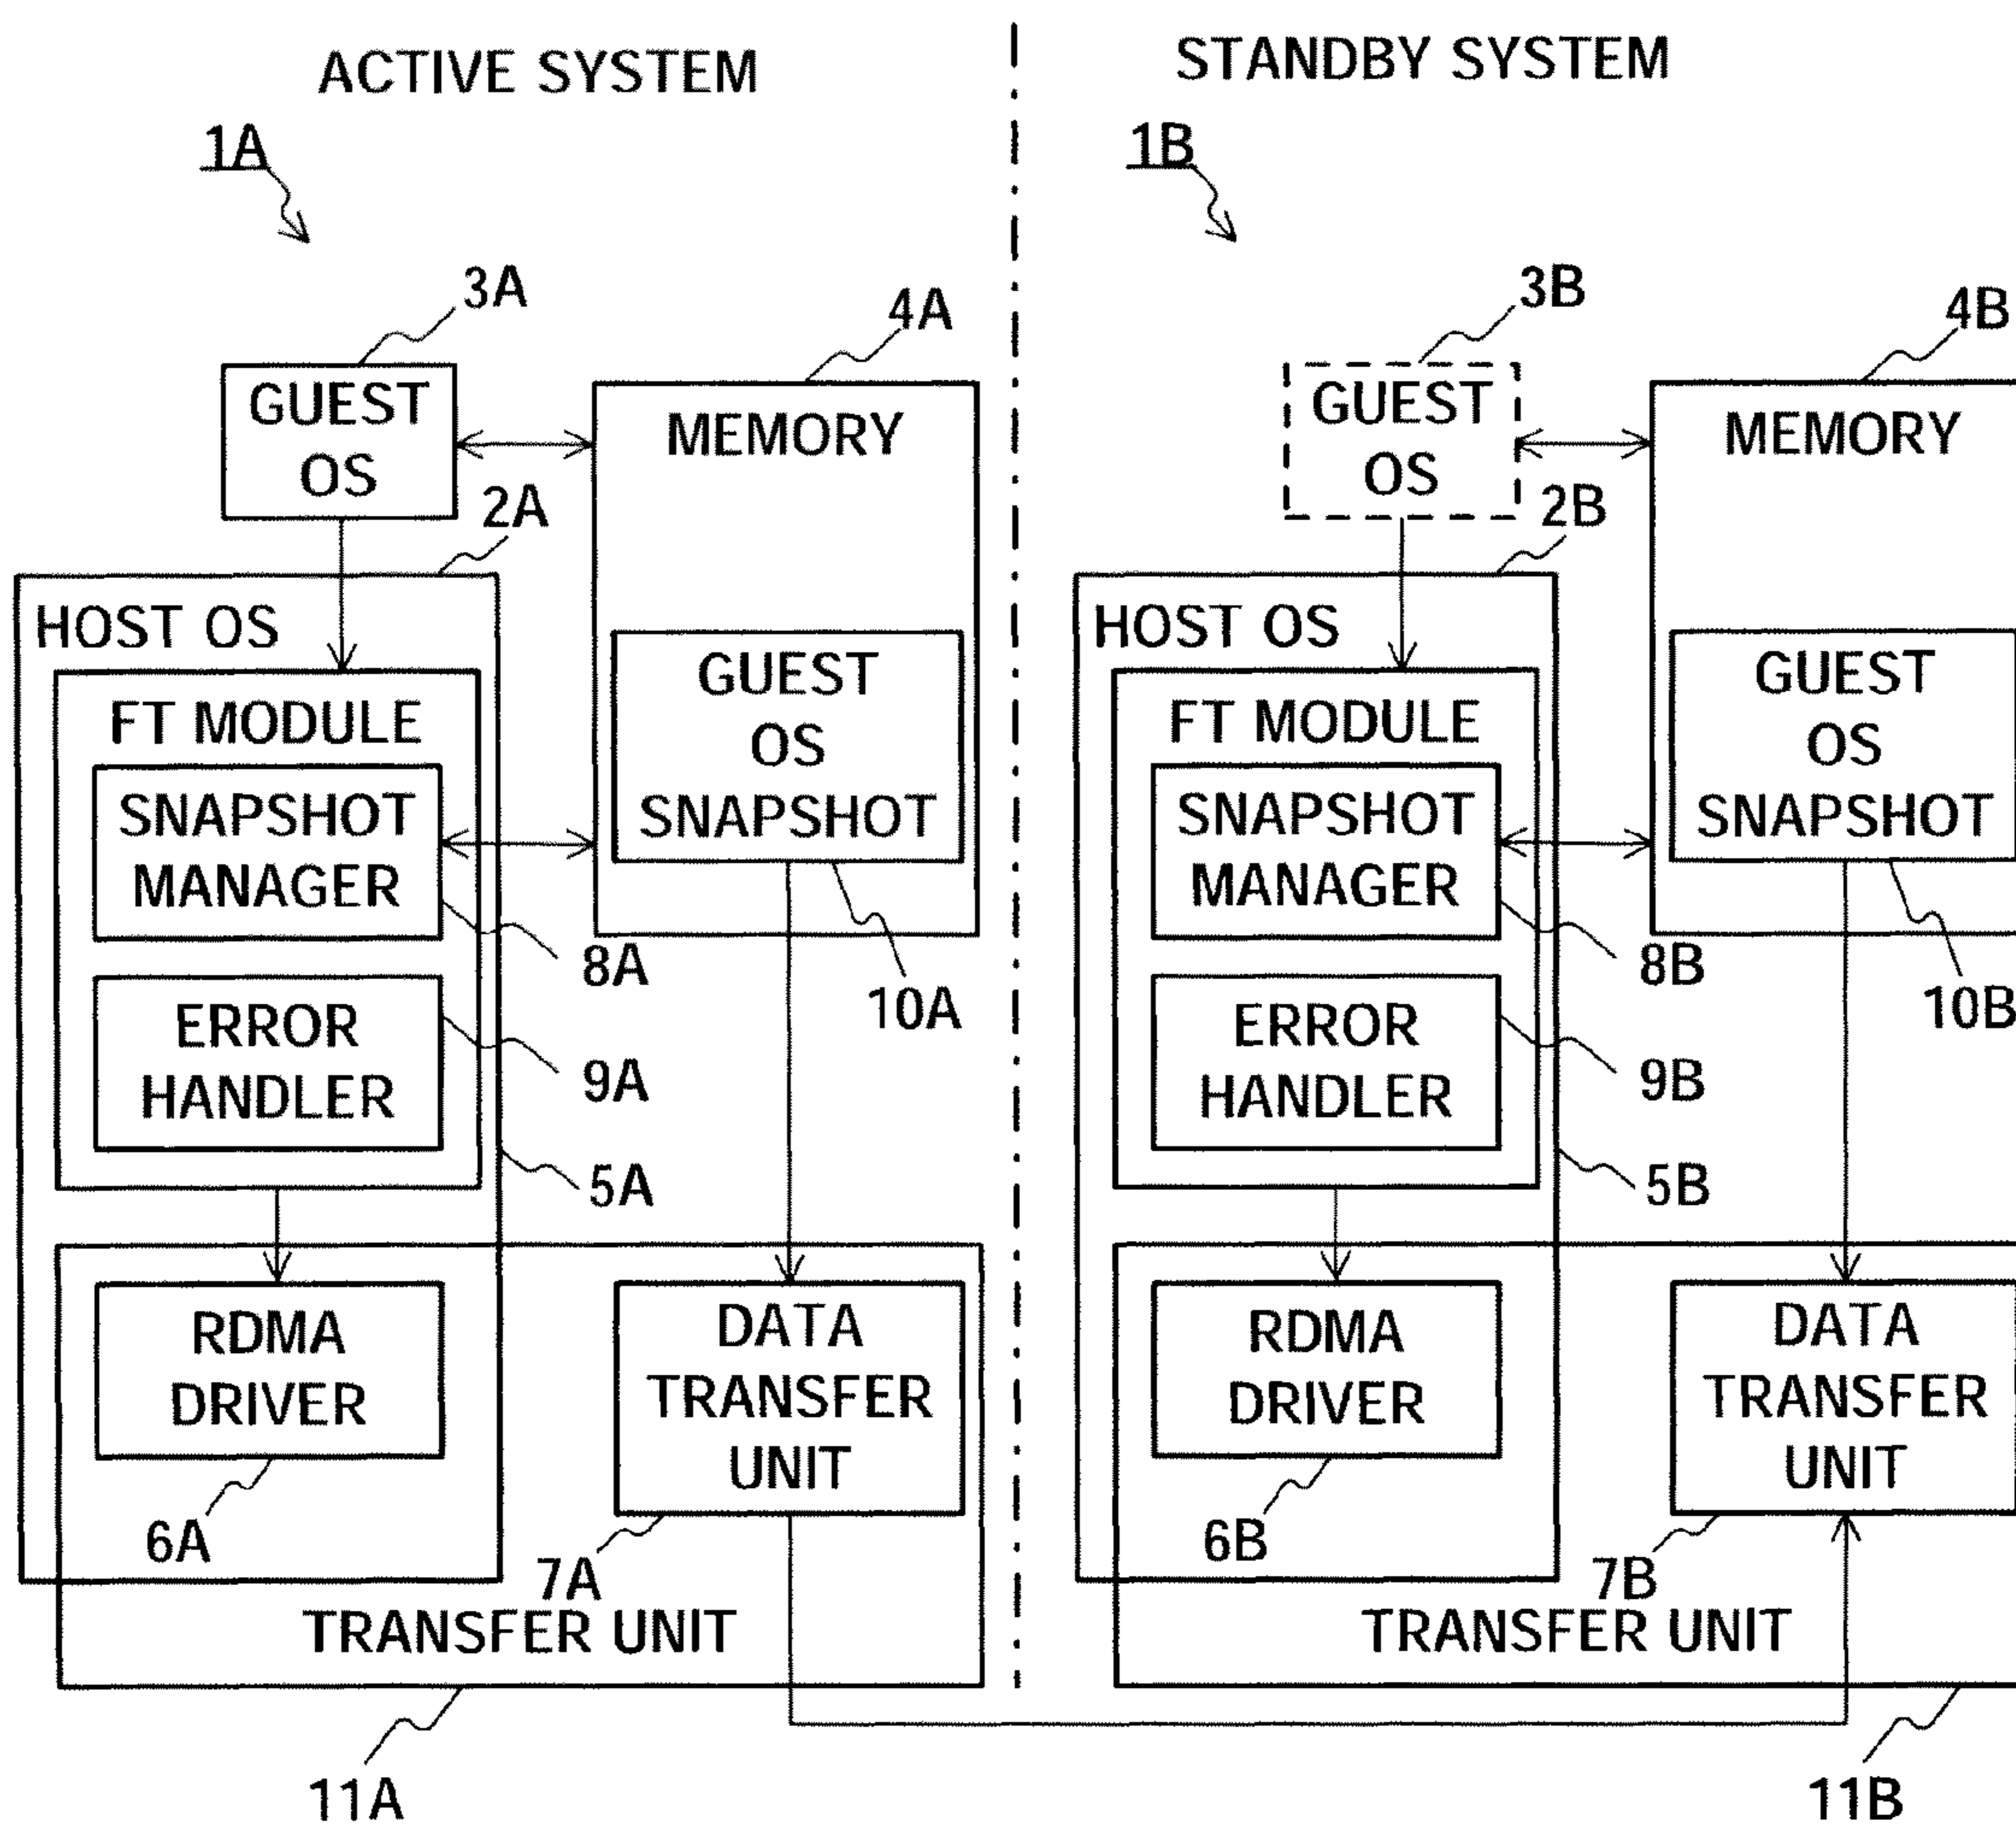 ACTIVE SYSTEM
1A
3A
4A
GUEST
OS
MEMORY
2A
HOST OS
FT MODULE
GUEST
OS
SNAPSHOT
SNAPSHOT
MANAGER
8A
10A
ERROR
HANDLER
9A
5A
RDMA
DRIVER
DATA
TRANSFER
UNIT
6A
7A
TRANSFER UNIT
11A
STANDBY SYSTEM
1B
3B
4B
GUEST
OS
MEMORY
2B
HOST OS
FT MODULE
GUEST
OS
SNAPSHOT
SNAPSHOT
MANAGER
8B
10B
ERROR
HANDLER
9B
5B
RDMA
DRIVER
DATA
TRANSFER
UNIT
6B
7B
TRANSFER UNIT
11B